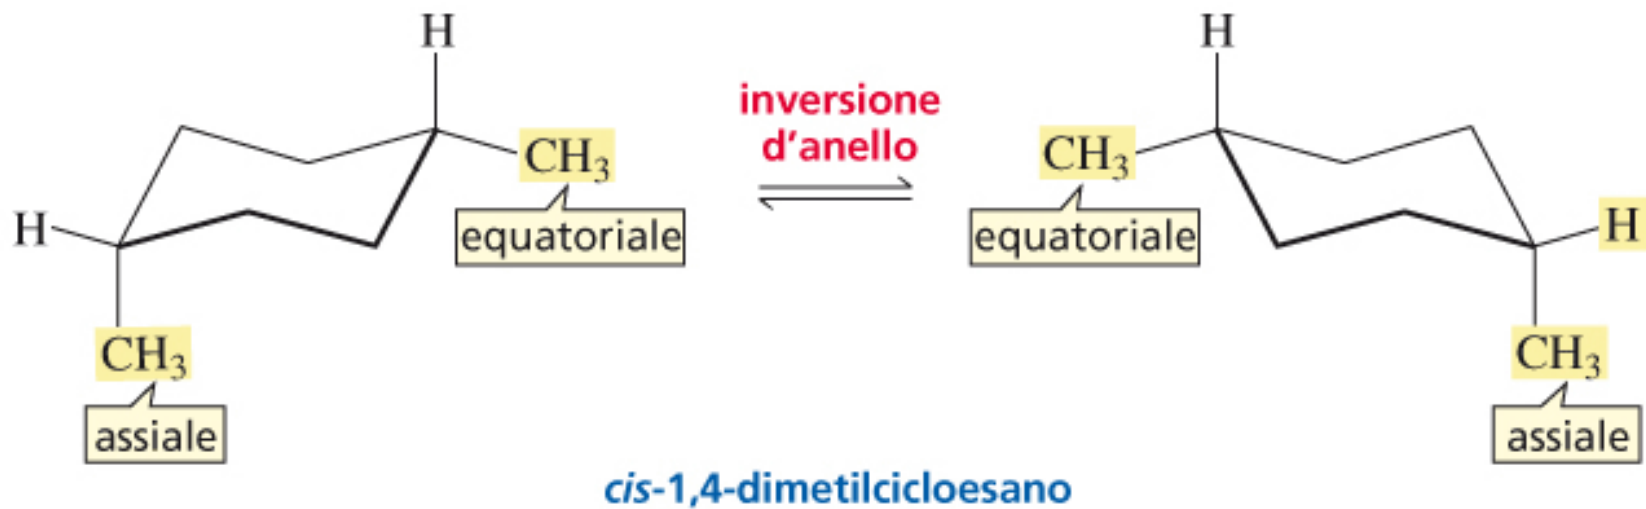 H
H
inversione
d'anello
CH₃
CH₃
equatoriale
equatoriale
H
H
CH₃
CH₃
assiale
assiale
cis-1,4-dimetilcicloesano